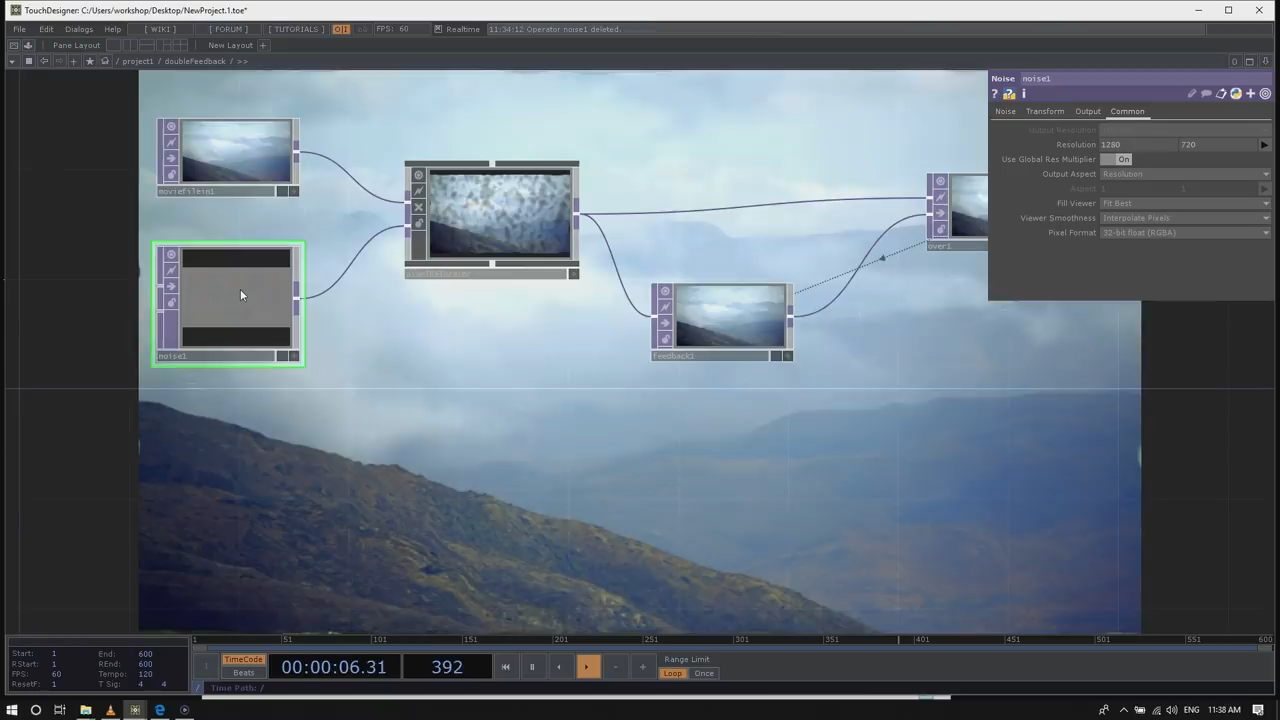 TouchDesigner: C:/Users/workshop/Desktop/NewProject.1.toe*
File Edit Dialogs Help [ WIKI ] [ FORUM ] [ TUTORIALS ] O|I FPS: 60 Realtime 11:34:12 Operator noise1 deleted.
Pane Layout New Layout +
/ project1 / doubleFeedback / >>
Noise noise1
Noise Transform Output Common
Output Resolution
Resolution 1280 720
Use Global Res Multiplier On
Output Aspect Resolution
Aspect 1 1
Fill Viewer Fit Best
Viewer Smoothness Interpolate Pixels
Pixel Format 32-bit float (RGBA)
moviefilein1
noise1
feedback1
over1
1 51 101 151 201 251 301 351 401 451 501 551 600
Start: 1 End: 600
RStart: 1 REnd: 600
FPS: 60 Tempo: 120
ResetF: 1 T Sig: 4 4
TimeCode
Beats
00:00:06.31 392
Range Limit
Loop Once
/ Time Path: /
ENG 11:38 AM